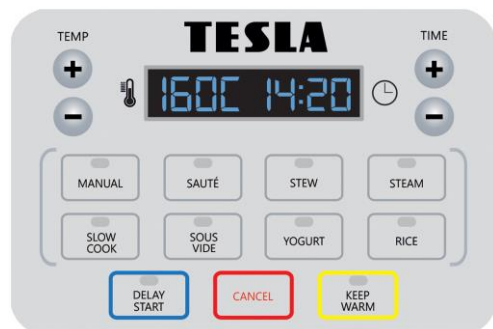 TEMP
TESLA
TIME
+
160C 14:20
+
-
-
MANUAL
SAUTÉ
STEW
STEAM
SLOW
COOK
SOUS
VIDE
YOGURT
RICE
DELAY
START
CANCEL
KEEP
WARM